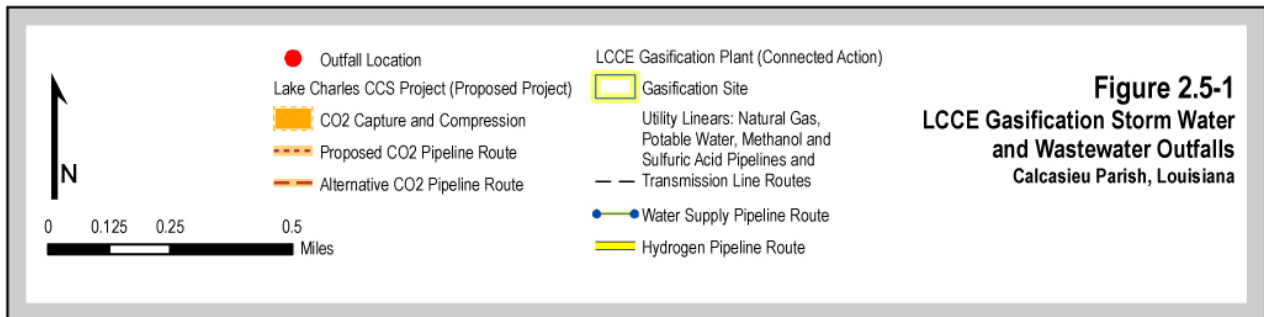 N
0 0.125 0.25 0.5
Miles
Outfall Location
Lake Charles CCS Project (Proposed Project)
CO2 Capture and Compression
Proposed CO2 Pipeline Route
Alternative CO2 Pipeline Route
LCCE Gasification Plant (Connected Action)
Gasification Site
Utility Linears: Natural Gas,
Potable Water, Methanol and
Sulfuric Acid Pipelines and
Transmission Line Routes
Water Supply Pipeline Route
Hydrogen Pipeline Route
Figure 2.5-1
LCCE Gasification Storm Water
and Wastewater Outfalls
Calcasieu Parish, Louisiana